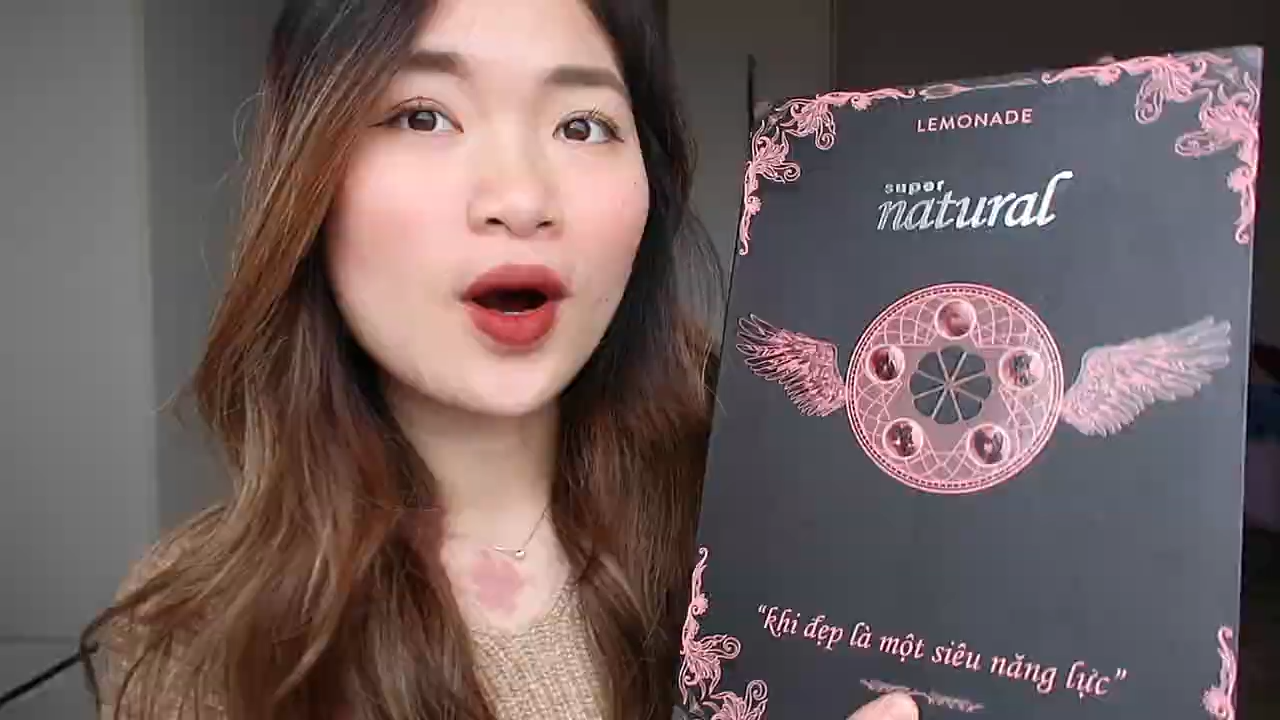 LEMONADE
super
natural
“khi đẹp là một siêu năng lực”